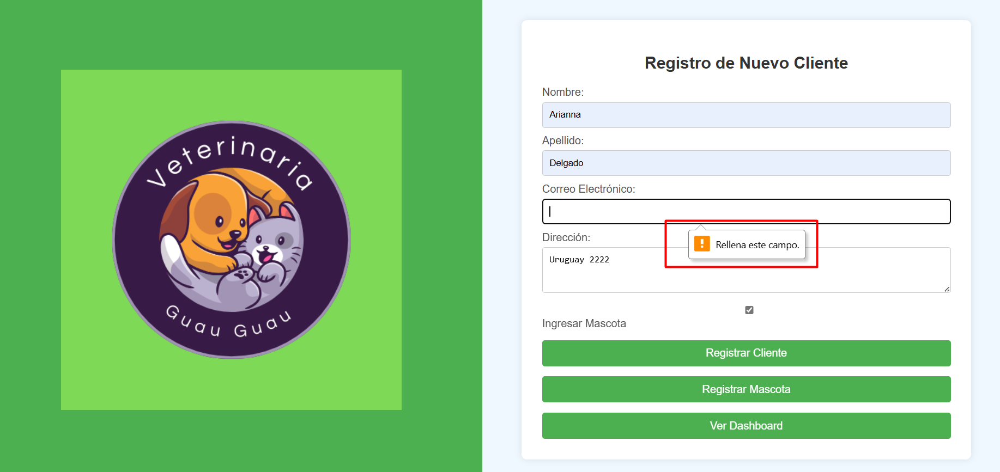 Veterinaria
Guau Guau
Registro de Nuevo Cliente
Nombre:
Arianna
Apellido:
Delgado
Correo Electrónico:
Rellena este campo.
Dirección:
Uruguay 2222
Ingresar Mascota
Registrar Cliente
Registrar Mascota
Ver Dashboard